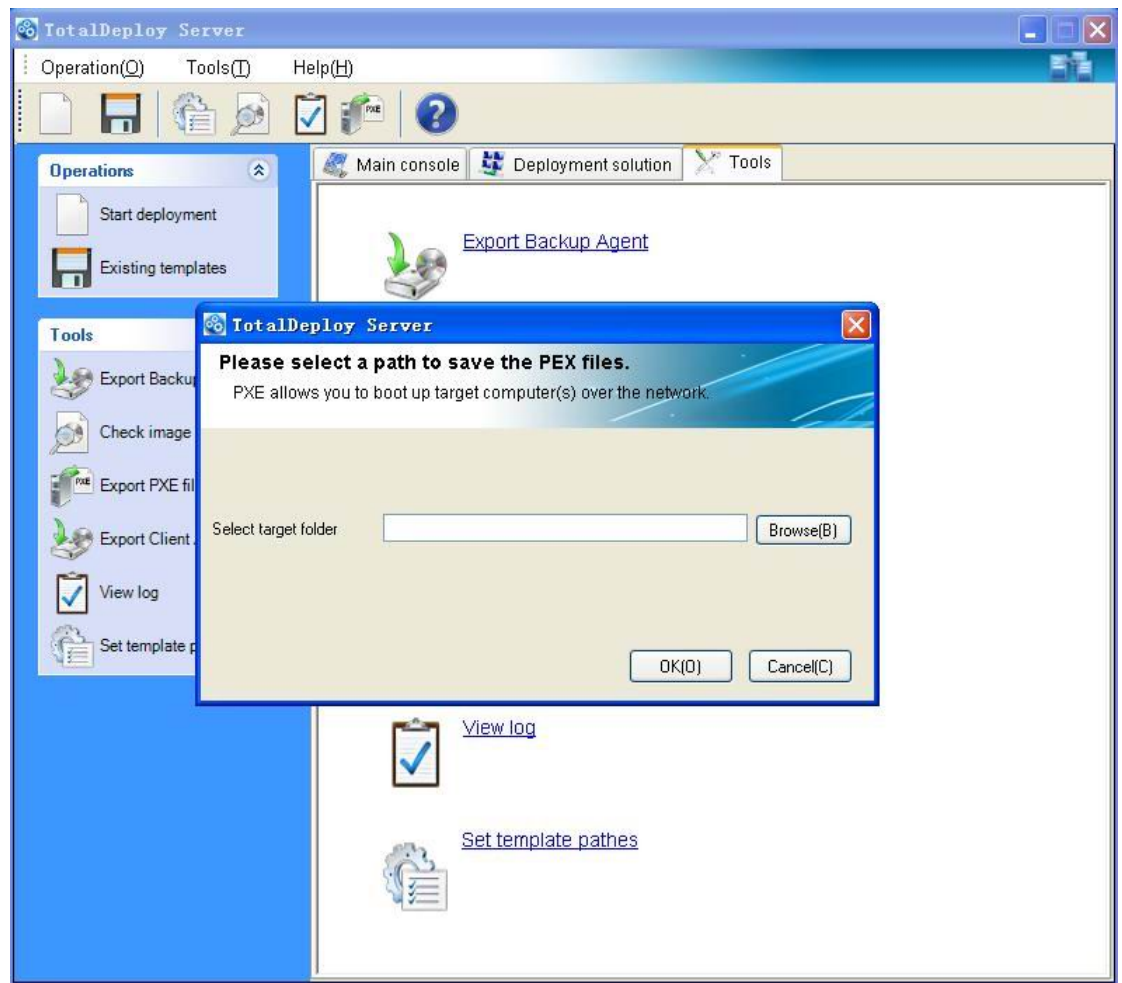 TotalDeploy Server
Operation(O) Tools(T) Help(H)
PXE
Main console Deployment solution Tools
Operations
Start deployment
Existing templates
Tools
Export Backup
Check image
PXE
Export PXE fil
Export Client
View log
Set template p
Export Backup Agent
TotalDeploy Server
Please select a path to save the PEX files.
PXE allows you to boot up target computer(s) over the network.
Select target folder
Browse(B)
OK(O) Cancel(C)
View log
Set template pathes